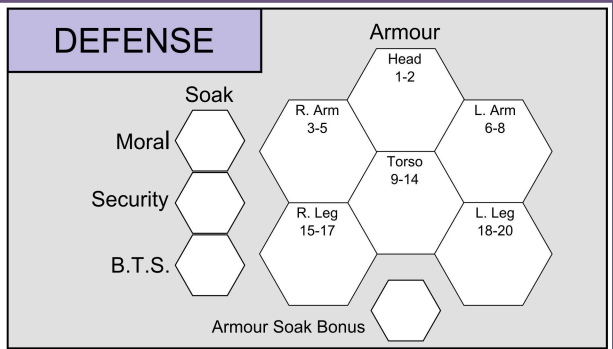 DEFENSE
Soak
Moral
Security
B.T.S.
Armour
Head
1-2
R. Arm
3-5
L. Arm
6-8
Torso
9-14
R. Leg
15-17
L. Leg
18-20
Armour Soak Bonus